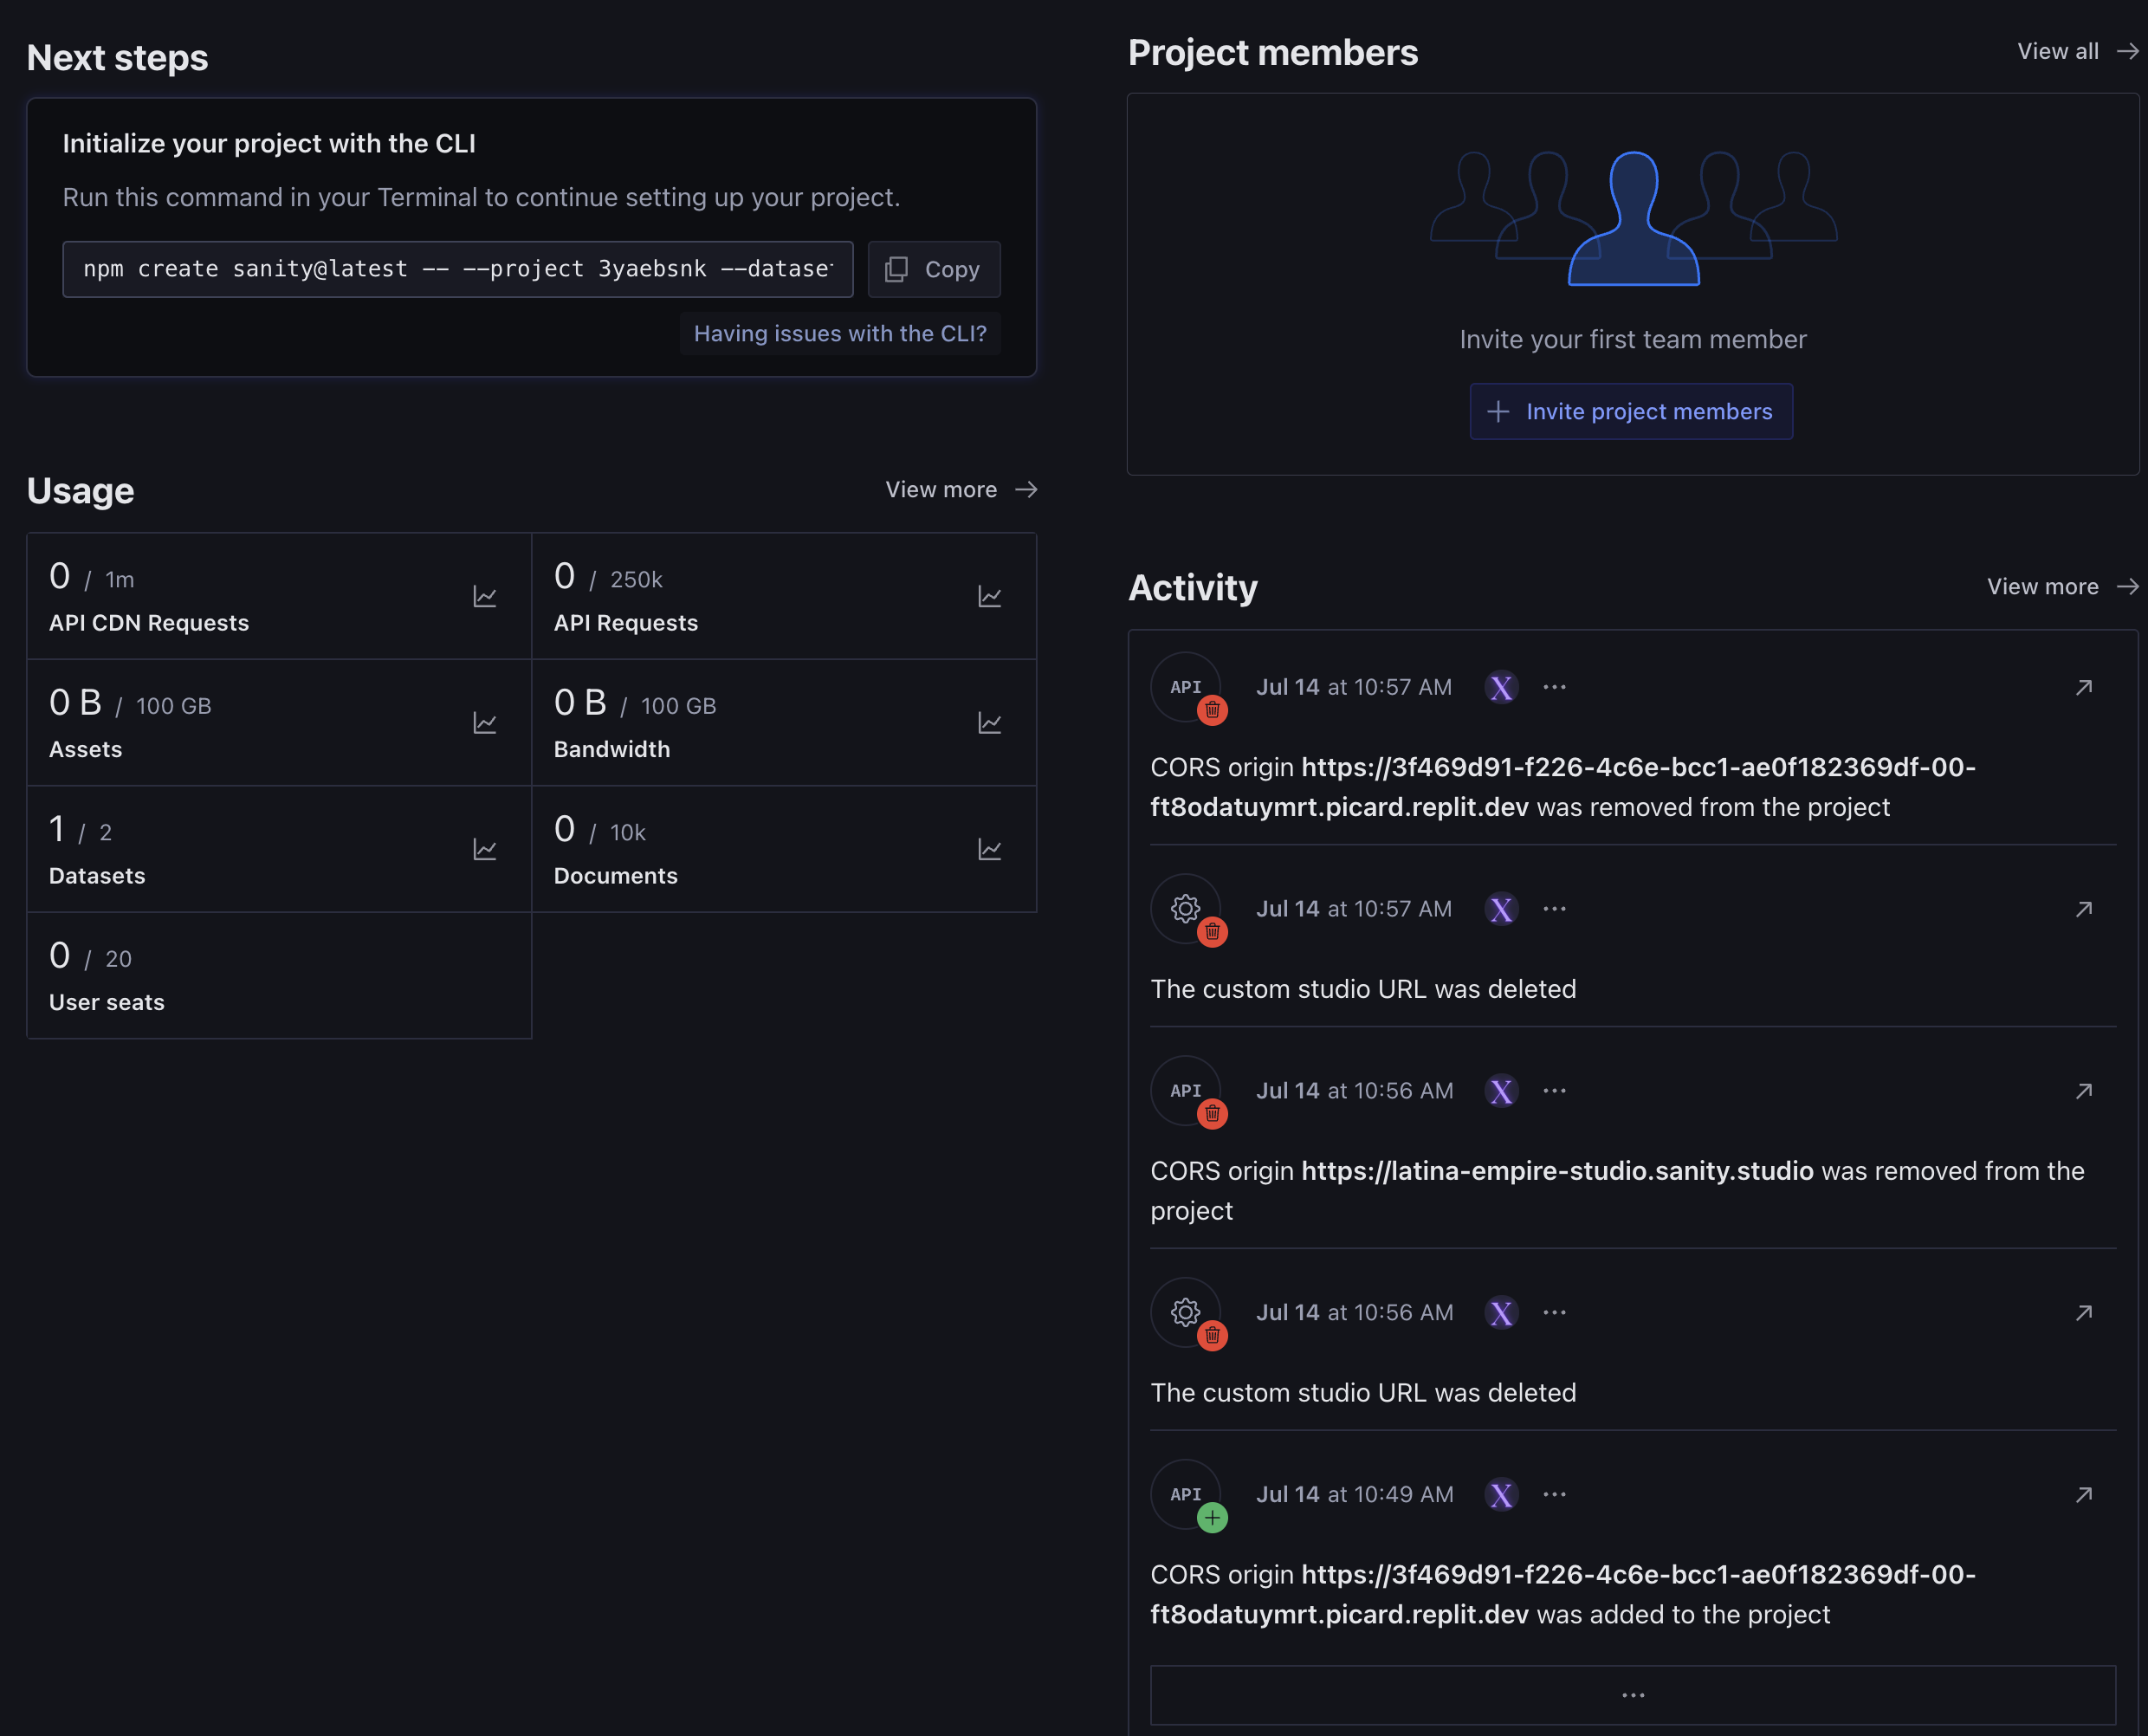 Next steps
Initialize your project with the CLI
Run this command in your Terminal to continue setting up your project.
npm create sanity@latest -- --project 3yaebsnk --dataset
Copy
Having issues with the CLI?
Usage
View more →
0 / 1m
API CDN Requests
0 / 250k
API Requests
0 B / 100 GB
Assets
0 B / 100 GB
Bandwidth
1 / 2
Datasets
0 / 10k
Documents
0 / 20
User seats
Project members
View all →
Invite your first team member
+ Invite project members
Activity
View more →
API
Jul 14 at 10:57 AM X ...
CORS origin https://3f469d91-f226-4c6e-bcc1-ae0f182369df-00-
ft8odatuymrt.picard.replit.dev was removed from the project
Jul 14 at 10:57 AM X ...
The custom studio URL was deleted
API
Jul 14 at 10:56 AM X ...
CORS origin https://latina-empire-studio.sanity.studio was removed from the
project
Jul 14 at 10:56 AM X ...
The custom studio URL was deleted
API
Jul 14 at 10:49 AM X ...
CORS origin https://3f469d91-f226-4c6e-bcc1-ae0f182369df-00-
ft8odatuymrt.picard.replit.dev was added to the project
...